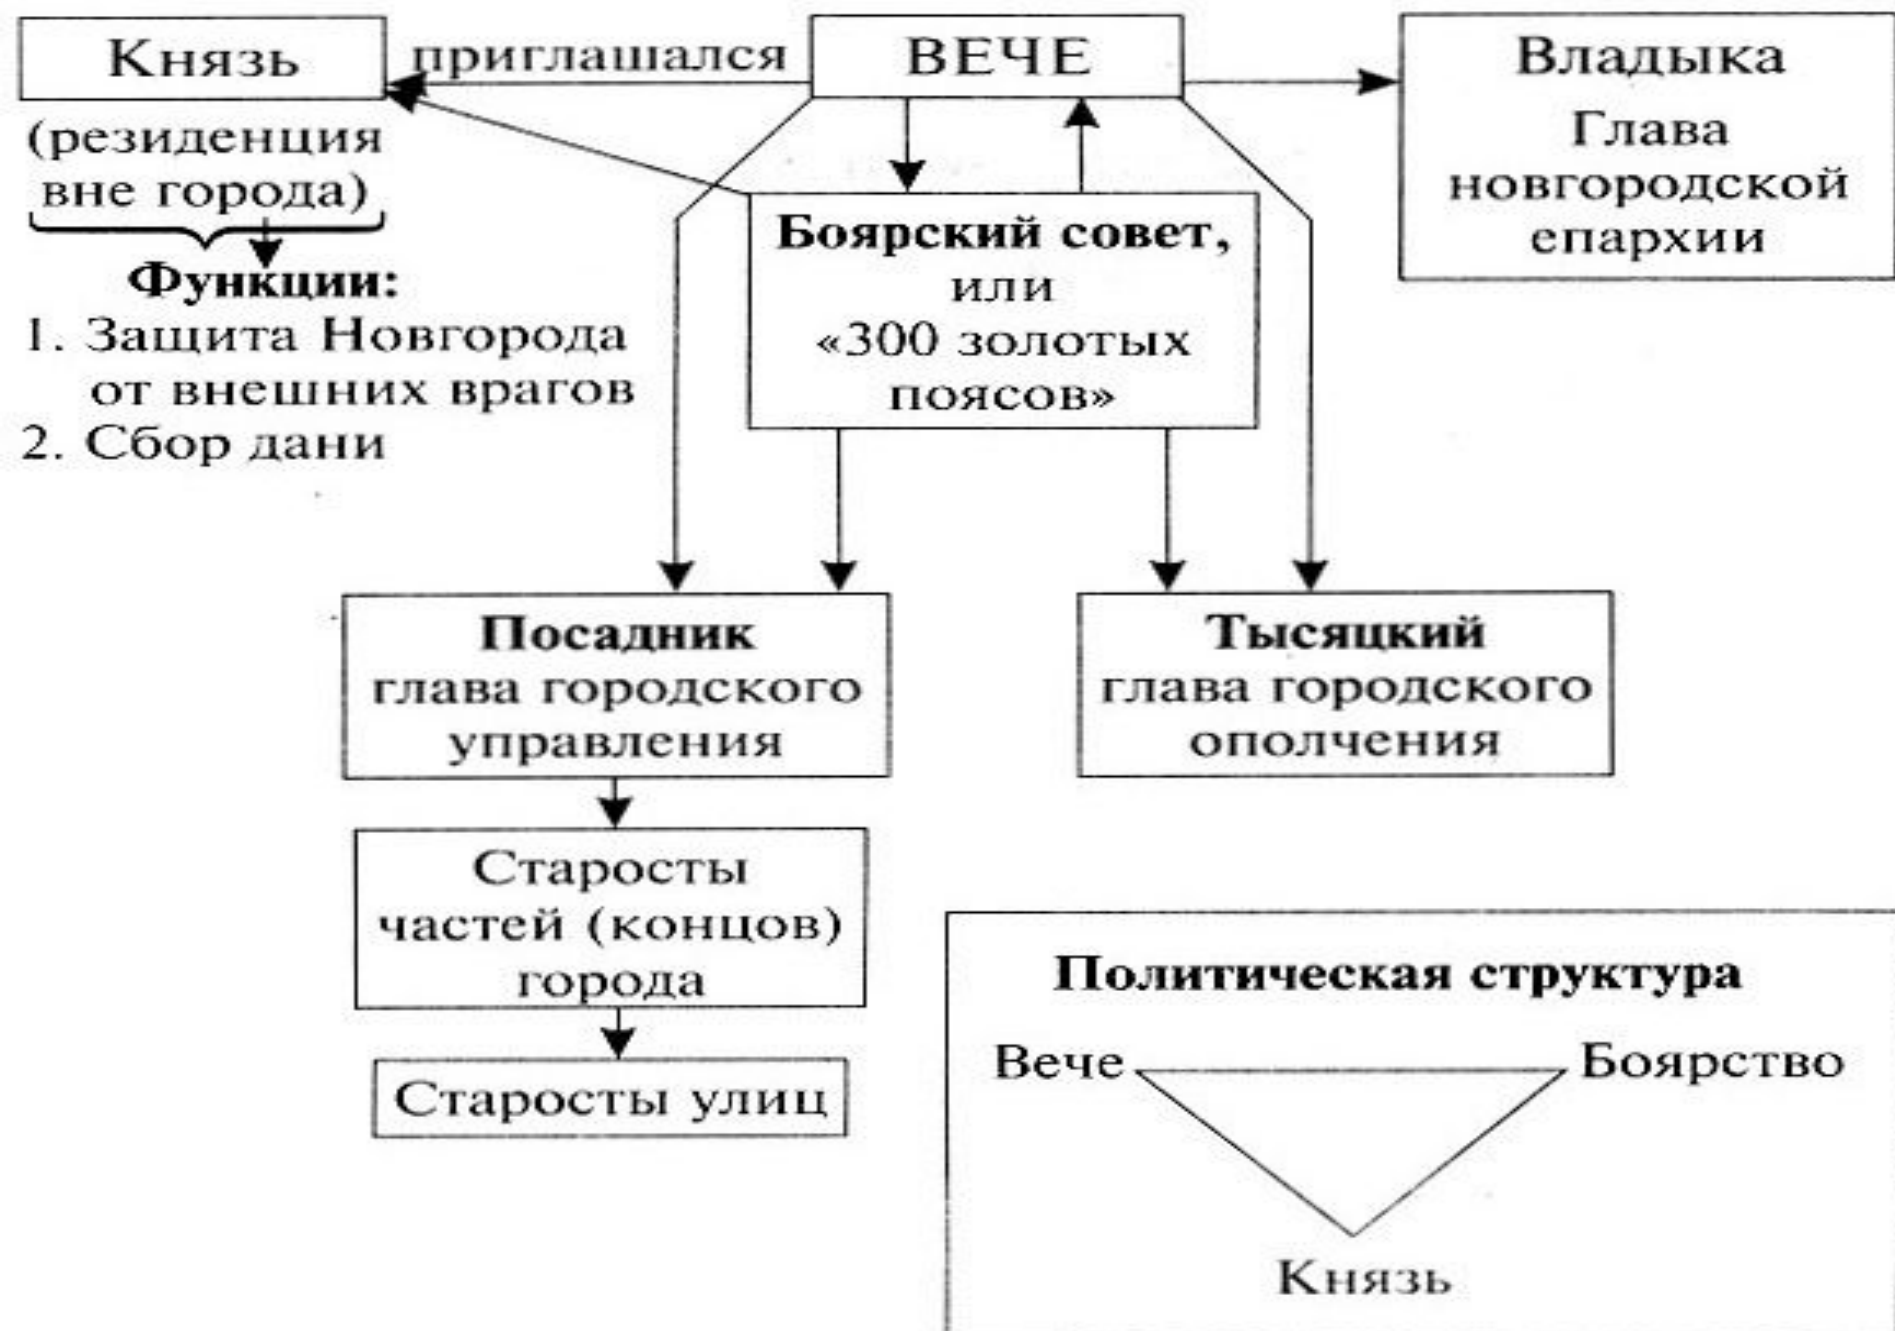 Князь
приглашался
ВЕЧЕ
Владыка
Глава
новгородской
епархии
(резиденция
вне города)
Функции:
1. Защита Новгорода
от внешних врагов
2. Сбор дани
Боярский совет,
или
«300 золотых
поясов»
Посадник
глава городского
управления
Тысяцкий
глава городского
ополчения
Старосты
частей (концов)
города
Старосты улиц
Политическая структура
Вече
Боярство
Князь